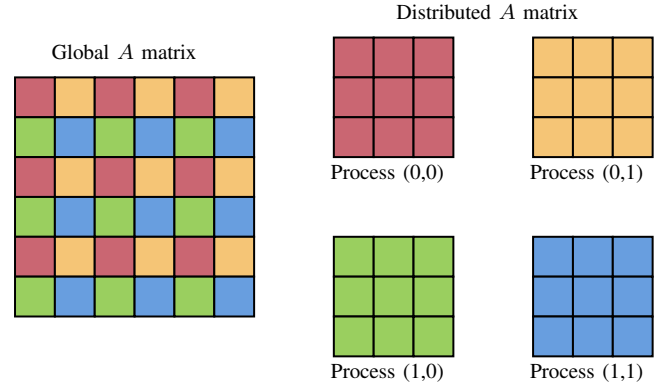 Distributed A matrix
Global A matrix
Process (0,0)
Process (0,1)
Process (1,0)
Process (1,1)